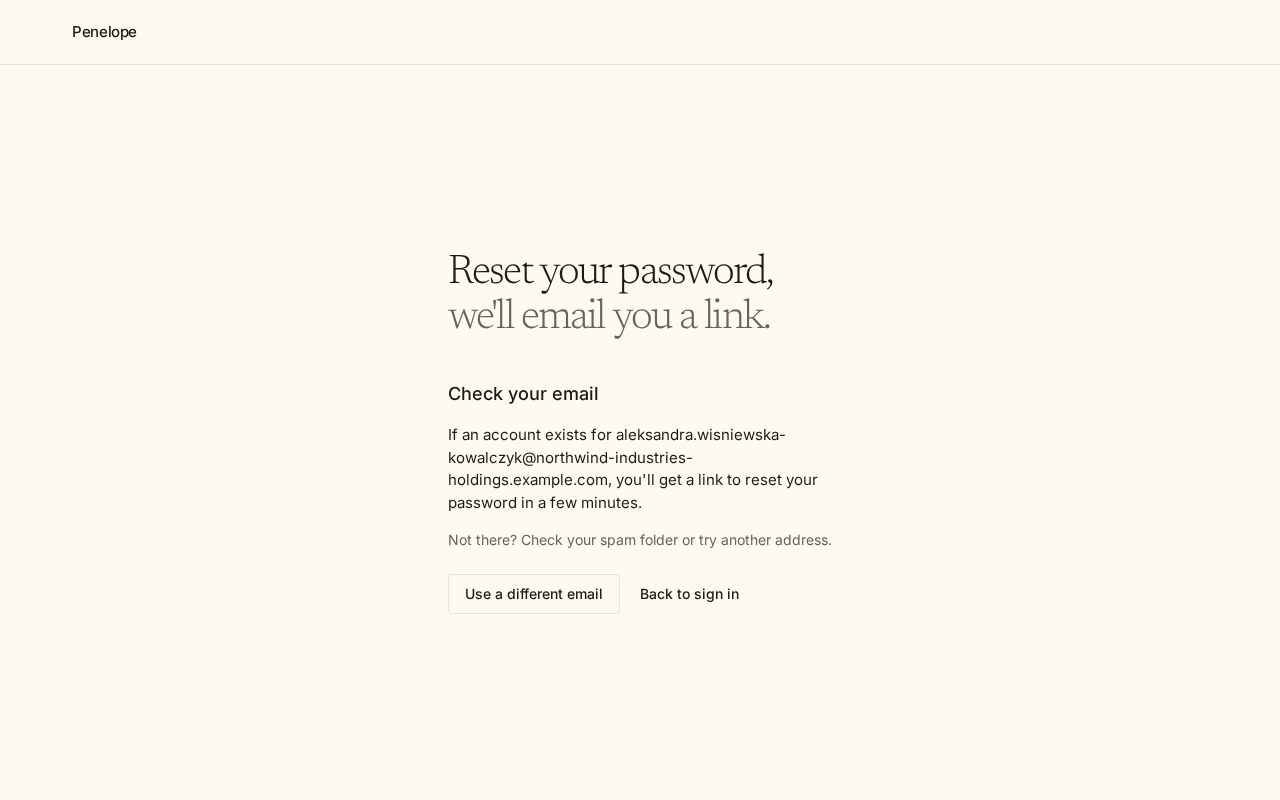 Penelope
Reset your password,
we'll email you a link.
Check your email
If an account exists for aleksandra.wisniewska-
kowalczyk@northwind-industries-
holdings.example.com, you'll get a link to reset your
password in a few minutes.
Not there? Check your spam folder or try another address.
Use a different email
Back to sign in